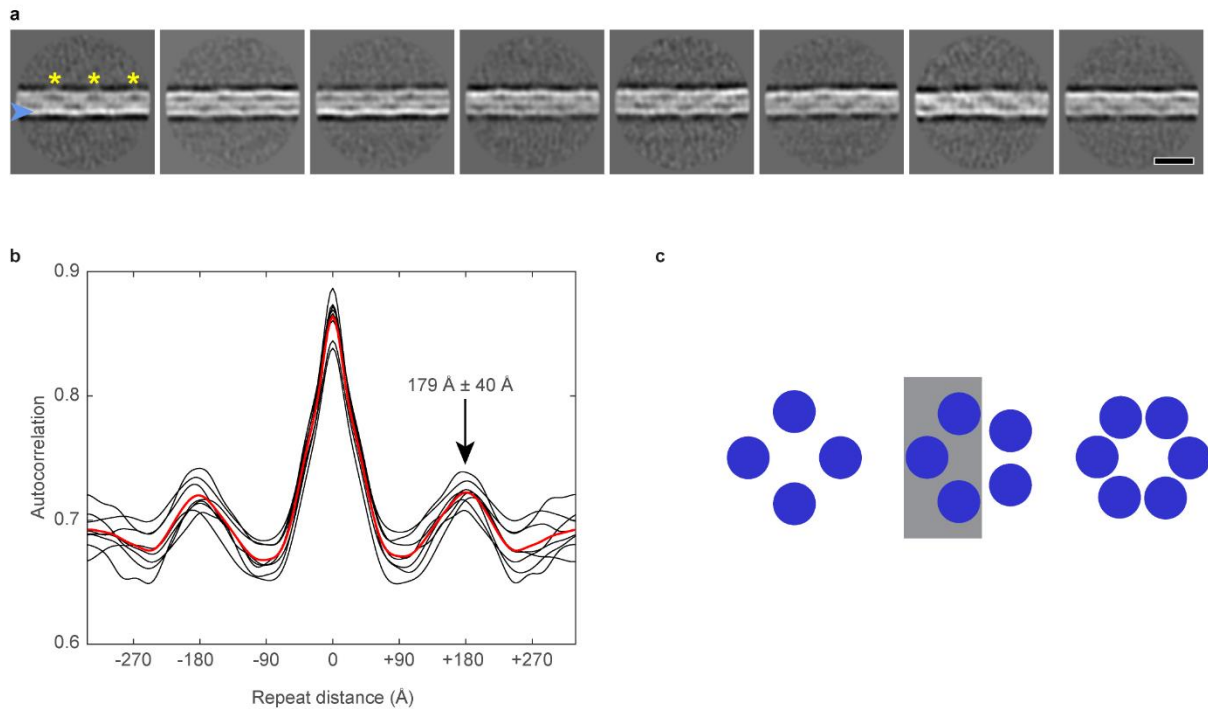 a
* * *
b
0.9
0.8
0.7
0.6
Autocorrelation
179 Å ± 40 Å
-270 -180 -90 0 +90 +180 +270
Repeat distance (Å)
c